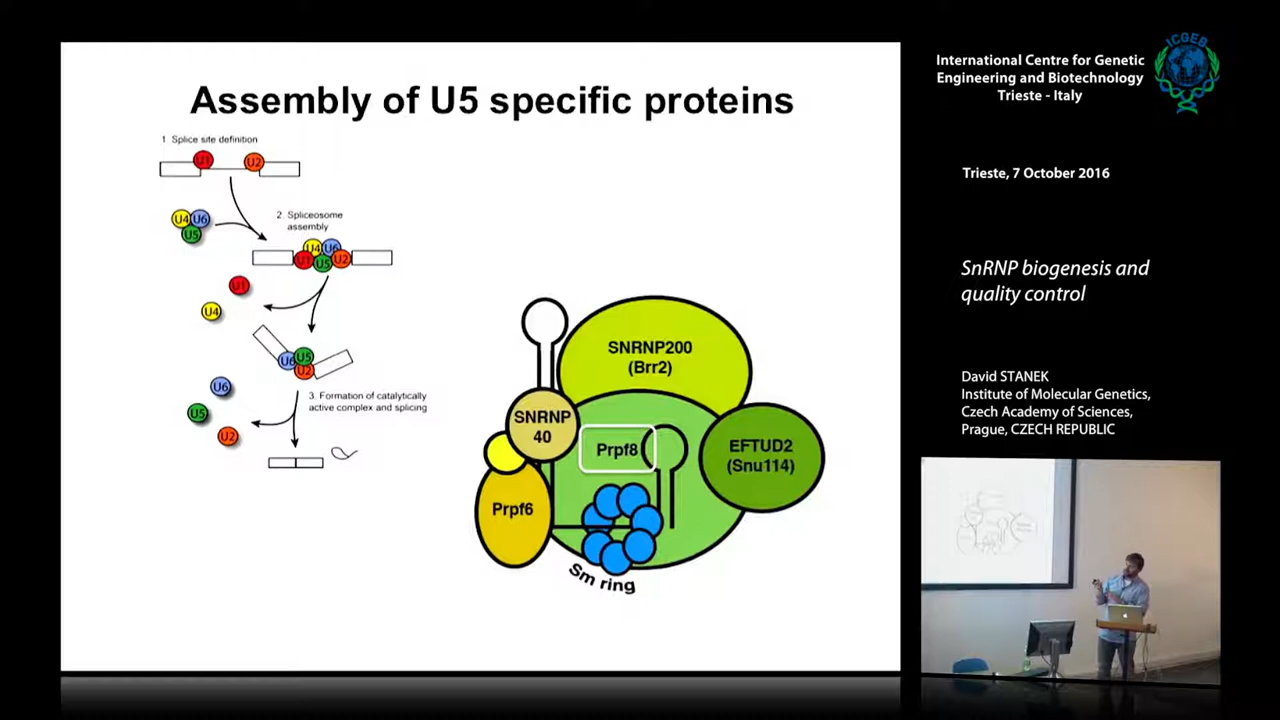 Assembly of U5 specific proteins
1 Splice site definition
U1
U2
U4
U6
U5
2. Spliceosome
assembly
U4
U6
U1
U5
U2
U1
U4
U6
U5
U2
3. Formation of catalytically
active complex and splicing
U6
U5
U2
SNRNP200
(Brr2)
SNRNP
40
Prpf8
EFTUD2
(Snu114)
Prpf6
Sm ring
International Centre for Genetic
Engineering and Biotechnology
Trieste - Italy
ICGEB
Trieste, 7 October 2016
SnRNP biogenesis and
quality control
David STANEK
Institute of Molecular Genetics,
Czech Academy of Sciences,
Prague, CZECH REPUBLIC